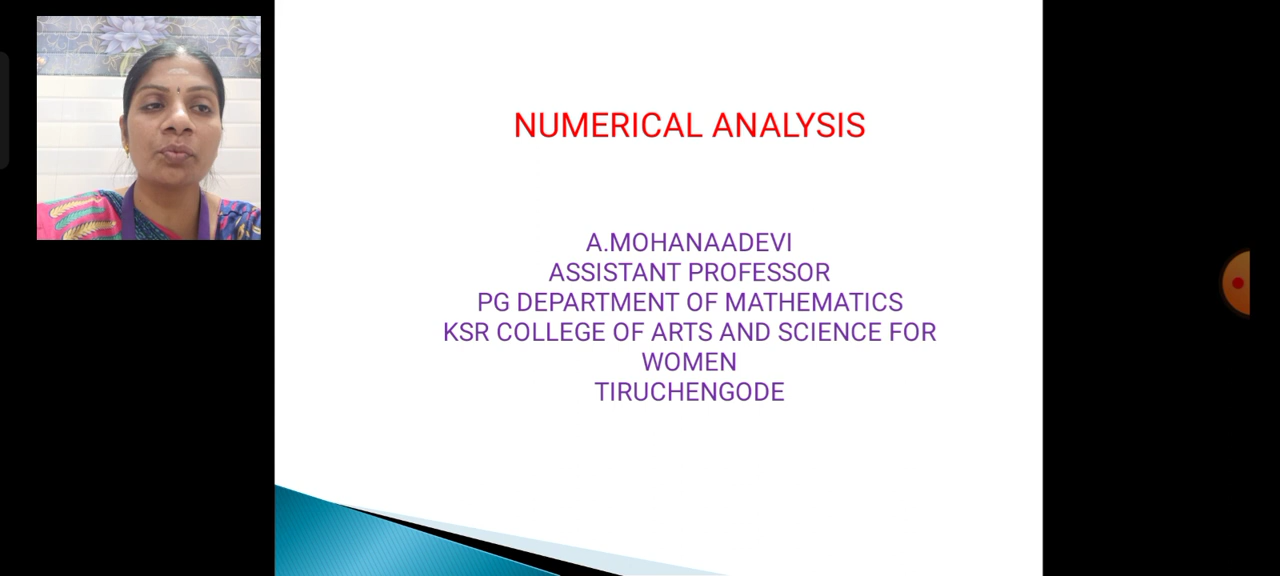 NUMERICAL ANALYSIS
A.MOHANAADEVI
ASSISTANT PROFESSOR
PG DEPARTMENT OF MATHEMATICS
KSR COLLEGE OF ARTS AND SCIENCE FOR
WOMEN
TIRUCHENGODE